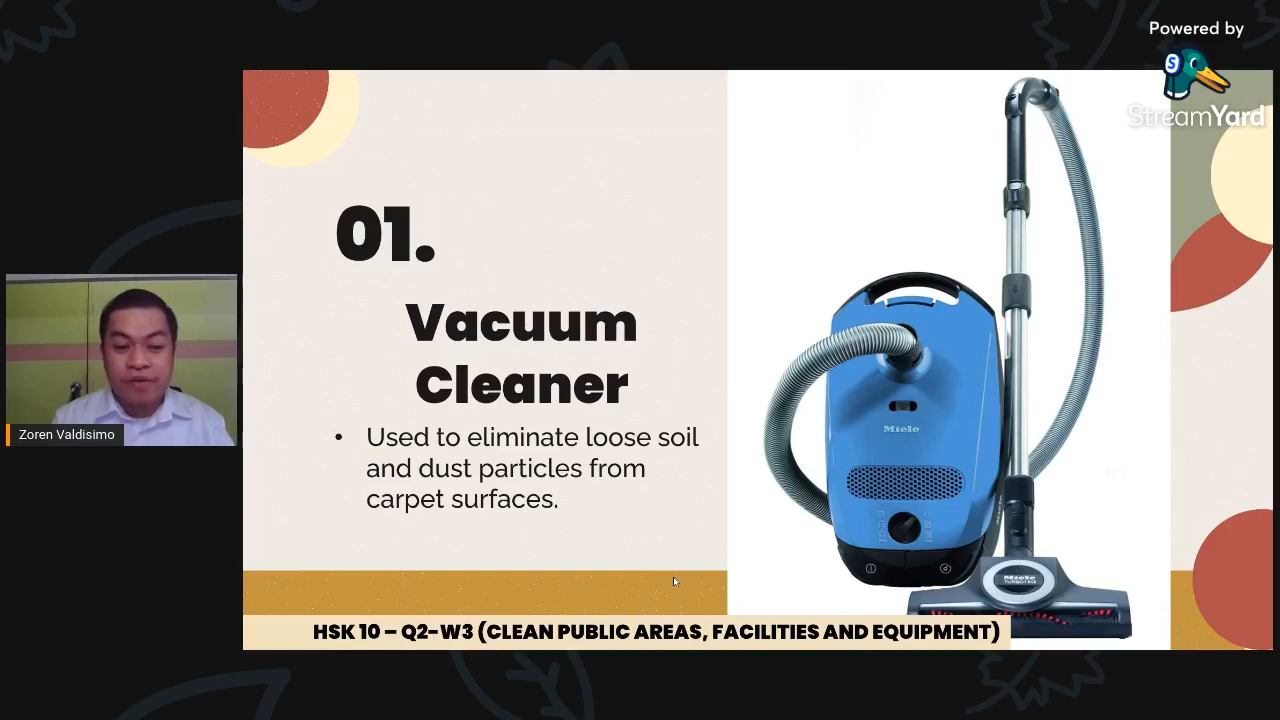 Powered by
S
StreamYard
01.
Vacuum
Cleaner
• Used to eliminate loose soil
and dust particles from
carpet surfaces.
Miele
Miele
Zoren Valdisimo
HSK 10 – Q2-W3 (CLEAN PUBLIC AREAS, FACILITIES AND EQUIPMENT)